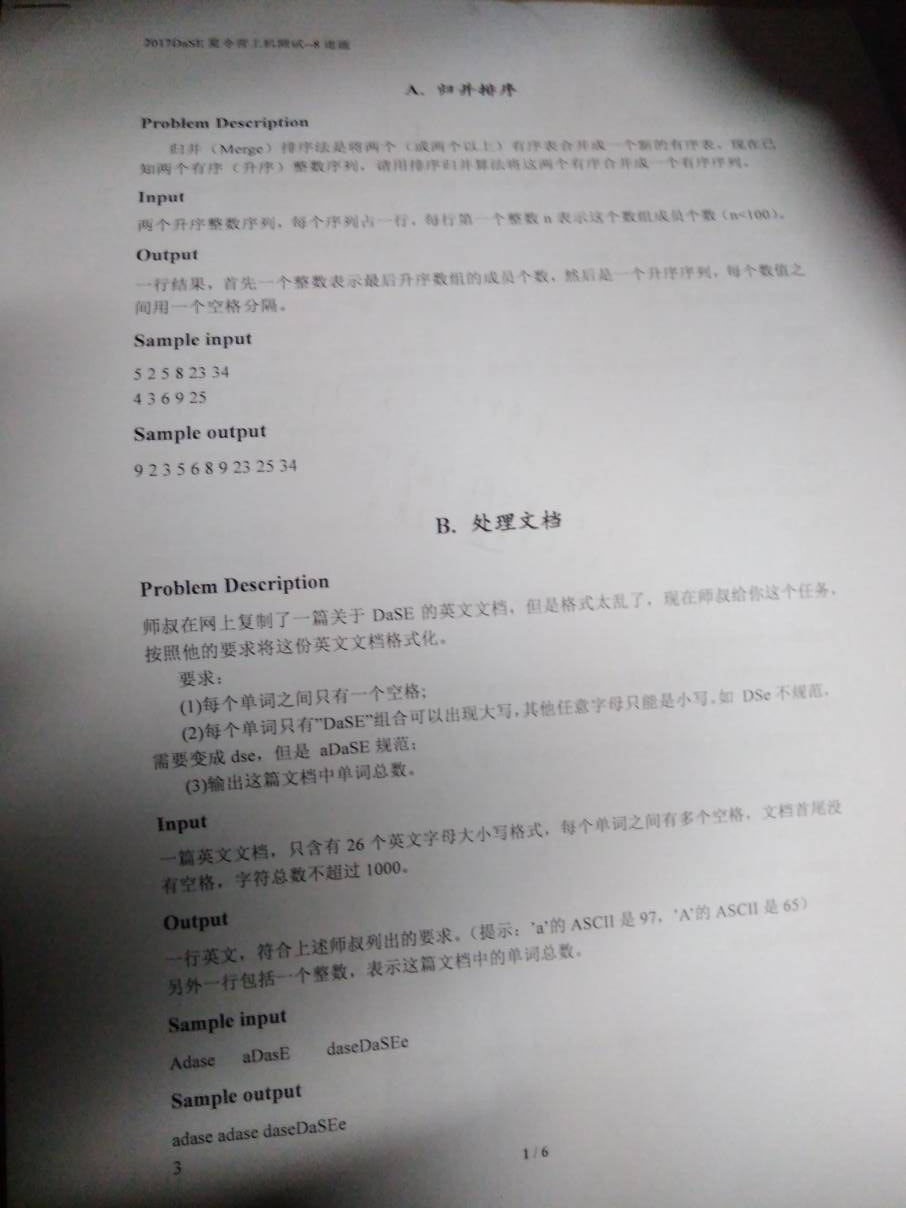 2017DaSE 夏令营上机测试--8 道题
A. 归并排序
Problem Description
归并（Merge）排序法是将两个（或两个以上）有序表合并成一个新的有序表。现在已
知两个有序（升序）整数序列，请用排序归并算法将这两个有序合并成一个有序序列。
Input
两个升序整数序列，每个序列占一行，每行第一个整数 n 表示这个数组成员个数（n<100）。
Output
一行结果，首先一个整数表示最后升序数组的成员个数，然后是一个升序序列，每个数值之
间用一个空格分隔。
Sample input
5 2 5 8 23 34
4 3 6 9 25
Sample output
9 2 3 5 6 8 9 23 25 34
B. 处理文档
Problem Description
师叔在网上复制了一篇关于 DaSE 的英文文档，但是格式太乱了，现在师叔给你这个任务，
按照他的要求将这份英文文档格式化。
要求：
(1)每个单词之间只有一个空格;
(2)每个单词只有"DaSE"组合可以出现大写,其他任意字母只能是小写。如 DSe 不规范，
需要变成 dse，但是 aDaSE 规范；
(3)输出这篇文档中单词总数。
Input
一篇英文文档，只含有 26 个英文字母大小写格式，每个单词之间有多个空格，文档首尾没
有空格，字符总数不超过 1000。
Output
一行英文，符合上述师叔列出的要求。（提示：'a'的 ASCII 是 97，'A'的 ASCII 是 65）
另外一行包括一个整数，表示这篇文档中的单词总数。
Sample input
Adase aDasE daseDaSEe
Sample output
adase adase daseDaSEe
3
1 / 6